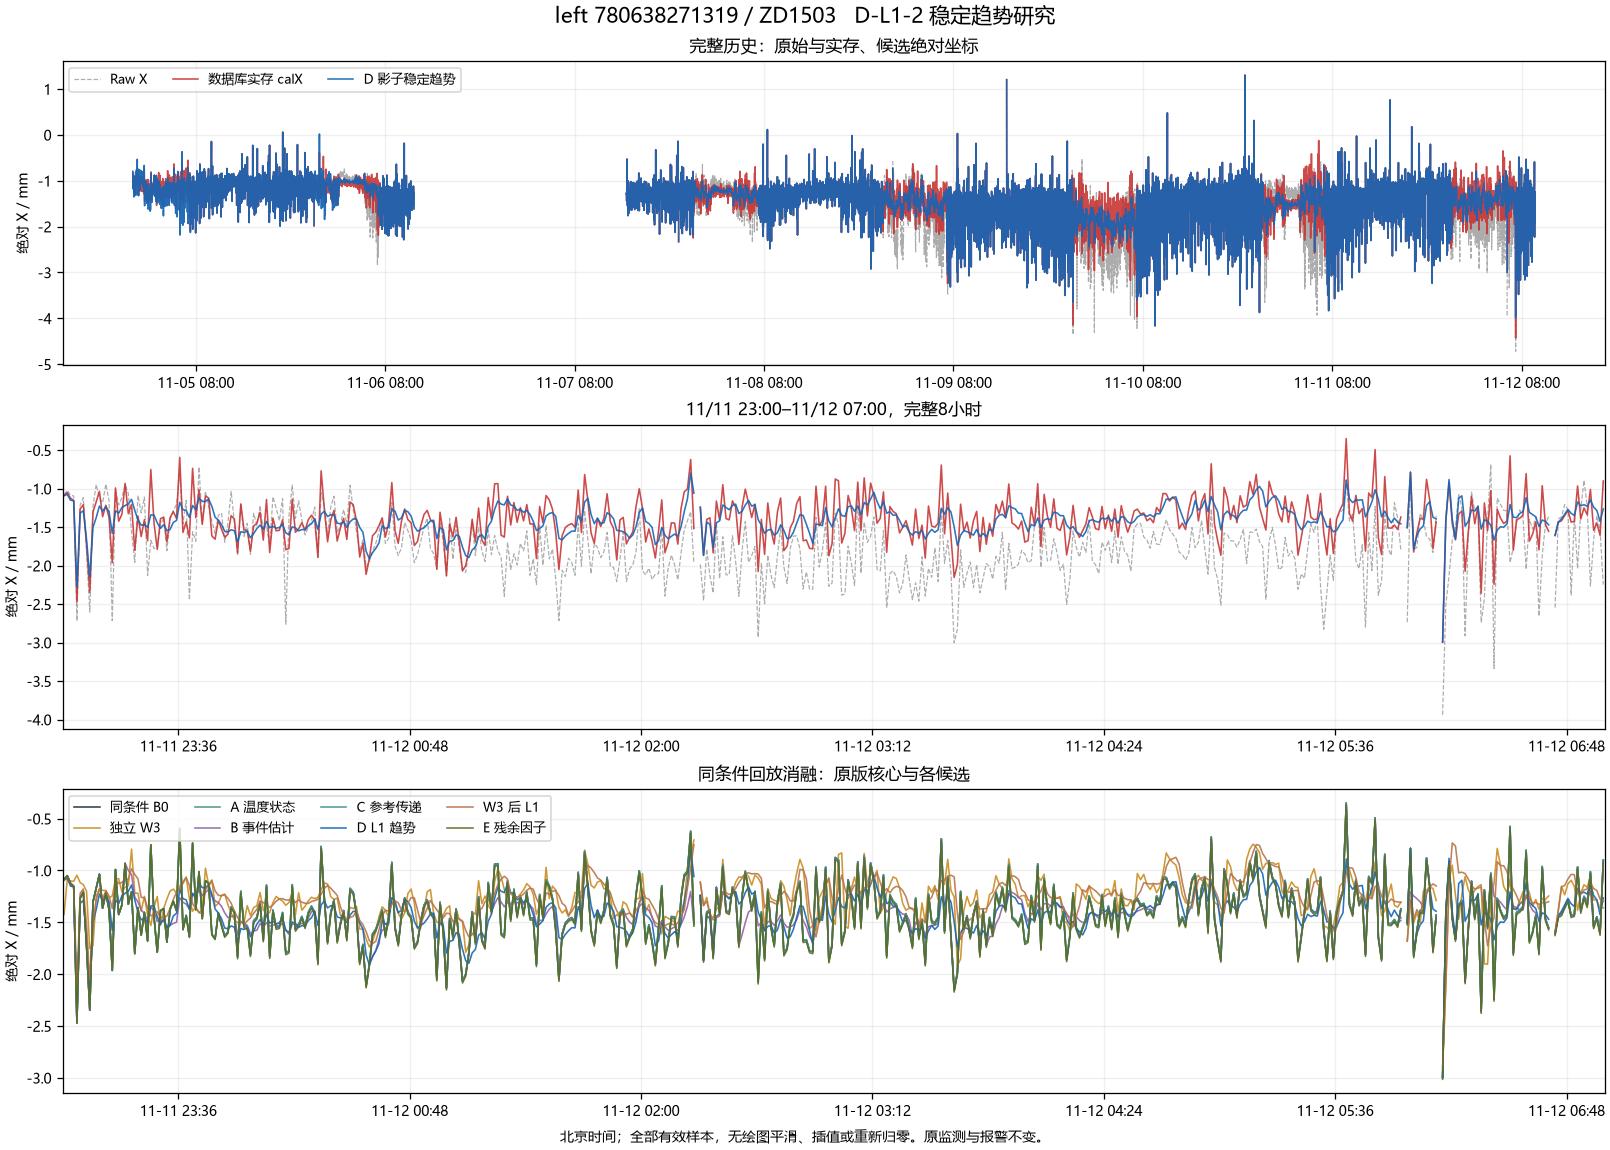 left 780638271319 / ZD1503   D-L1-2 稳定趋势研究
完整历史：原始与实存、候选绝对坐标
Raw X
数据库实存 calX
D 影子稳定趋势
绝对 X / mm
1
0
-1
-2
-3
-4
-5
11-05 08:00
11-06 08:00
11-07 08:00
11-08 08:00
11-09 08:00
11-10 08:00
11-11 08:00
11-12 08:00
11/11 23:00–11/12 07:00，完整8小时
绝对 X / mm
-0.5
-1.0
-1.5
-2.0
-2.5
-3.0
-3.5
-4.0
11-11 23:36
11-12 00:48
11-12 02:00
11-12 03:12
11-12 04:24
11-12 05:36
11-12 06:48
同条件回放消融：原版核心与各候选
同条件 B0
A 温度状态
C 参考传递
W3 后 L1
独立 W3
B 事件估计
D L1 趋势
E 残余因子
绝对 X / mm
-0.5
-1.0
-1.5
-2.0
-2.5
-3.0
11-11 23:36
11-12 00:48
11-12 02:00
11-12 03:12
11-12 04:24
11-12 05:36
11-12 06:48
北京时间；全部有效样本，无绘图平滑、插值或重新归零。原监测与报警不变。